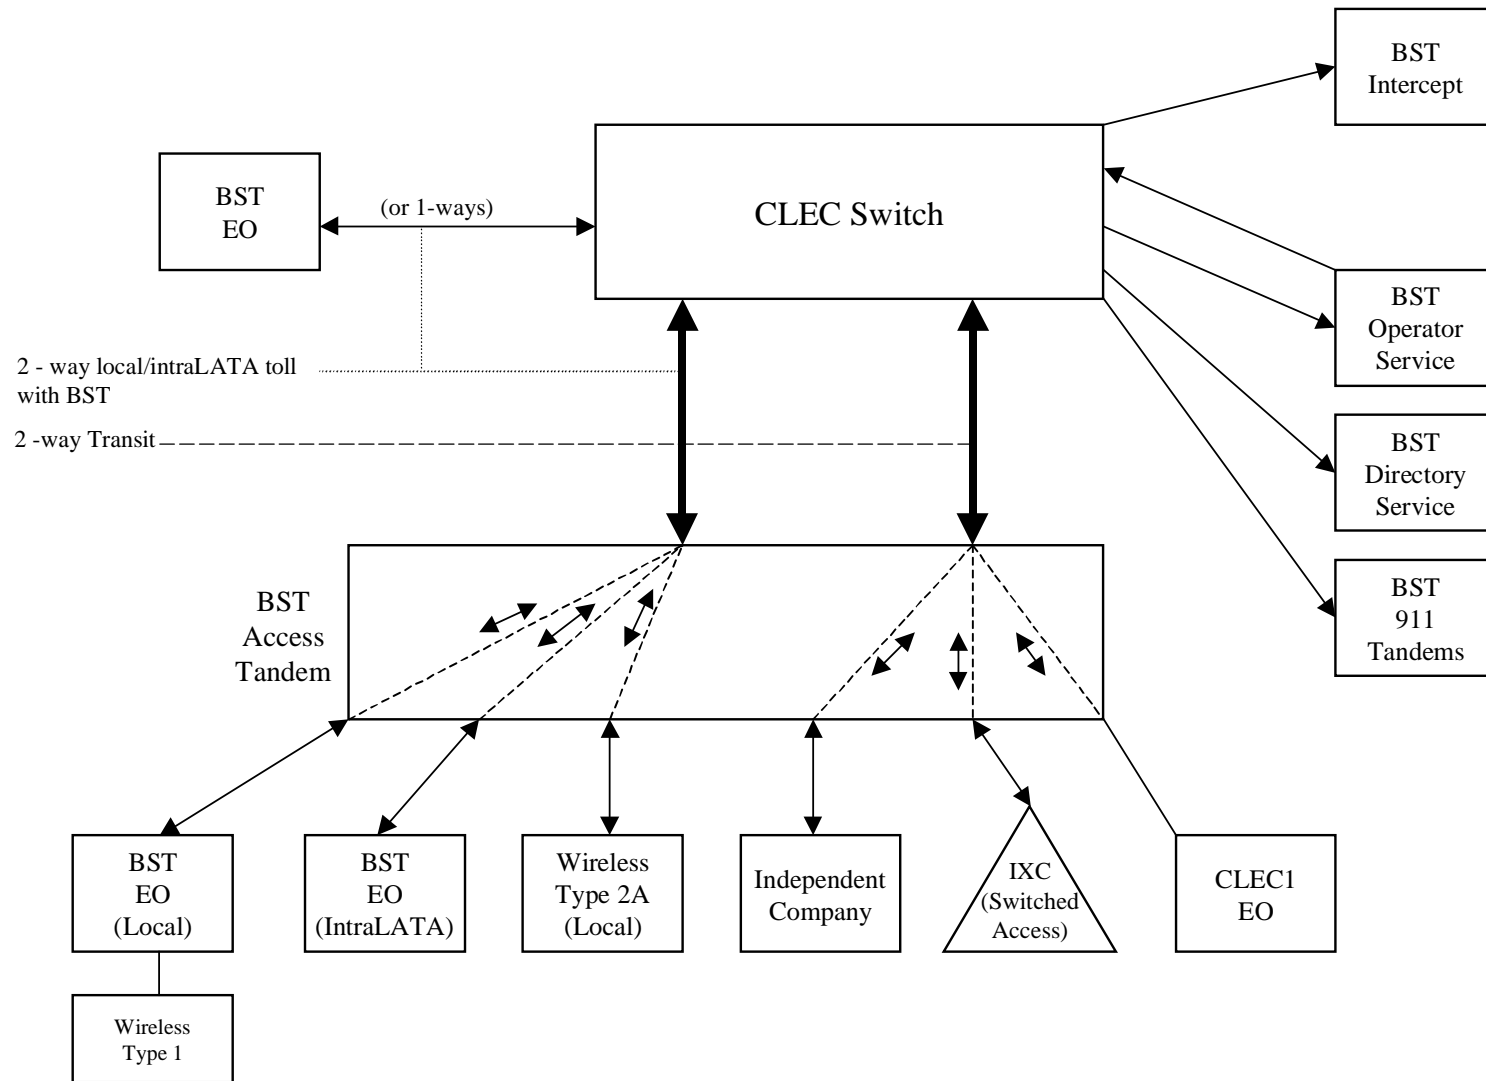 BST
Intercept
BST
EO
(or 1-ways)
CLEC Switch
BST
Operator
Service
2 - way local/intraLATA toll
with BST
2 -way Transit
BST
Directory
Service
BST
911
Tandems
BST
Access
Tandem
BST
EO
(Local)
BST
EO
(IntraLATA)
Wireless
Type 2A
(Local)
Independent
Company
IXC
(Switched
Access)
CLEC1
EO
Wireless
Type 1